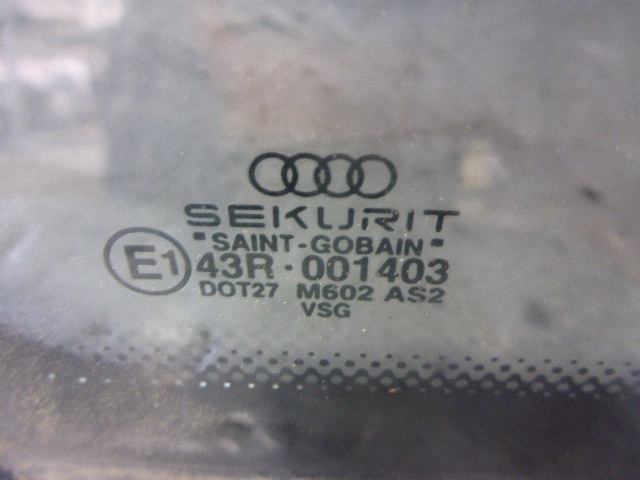 SEKURIT
"SAINT-GOBAIN"
E1 43R·001403
DOT27 M602 AS2
VSG